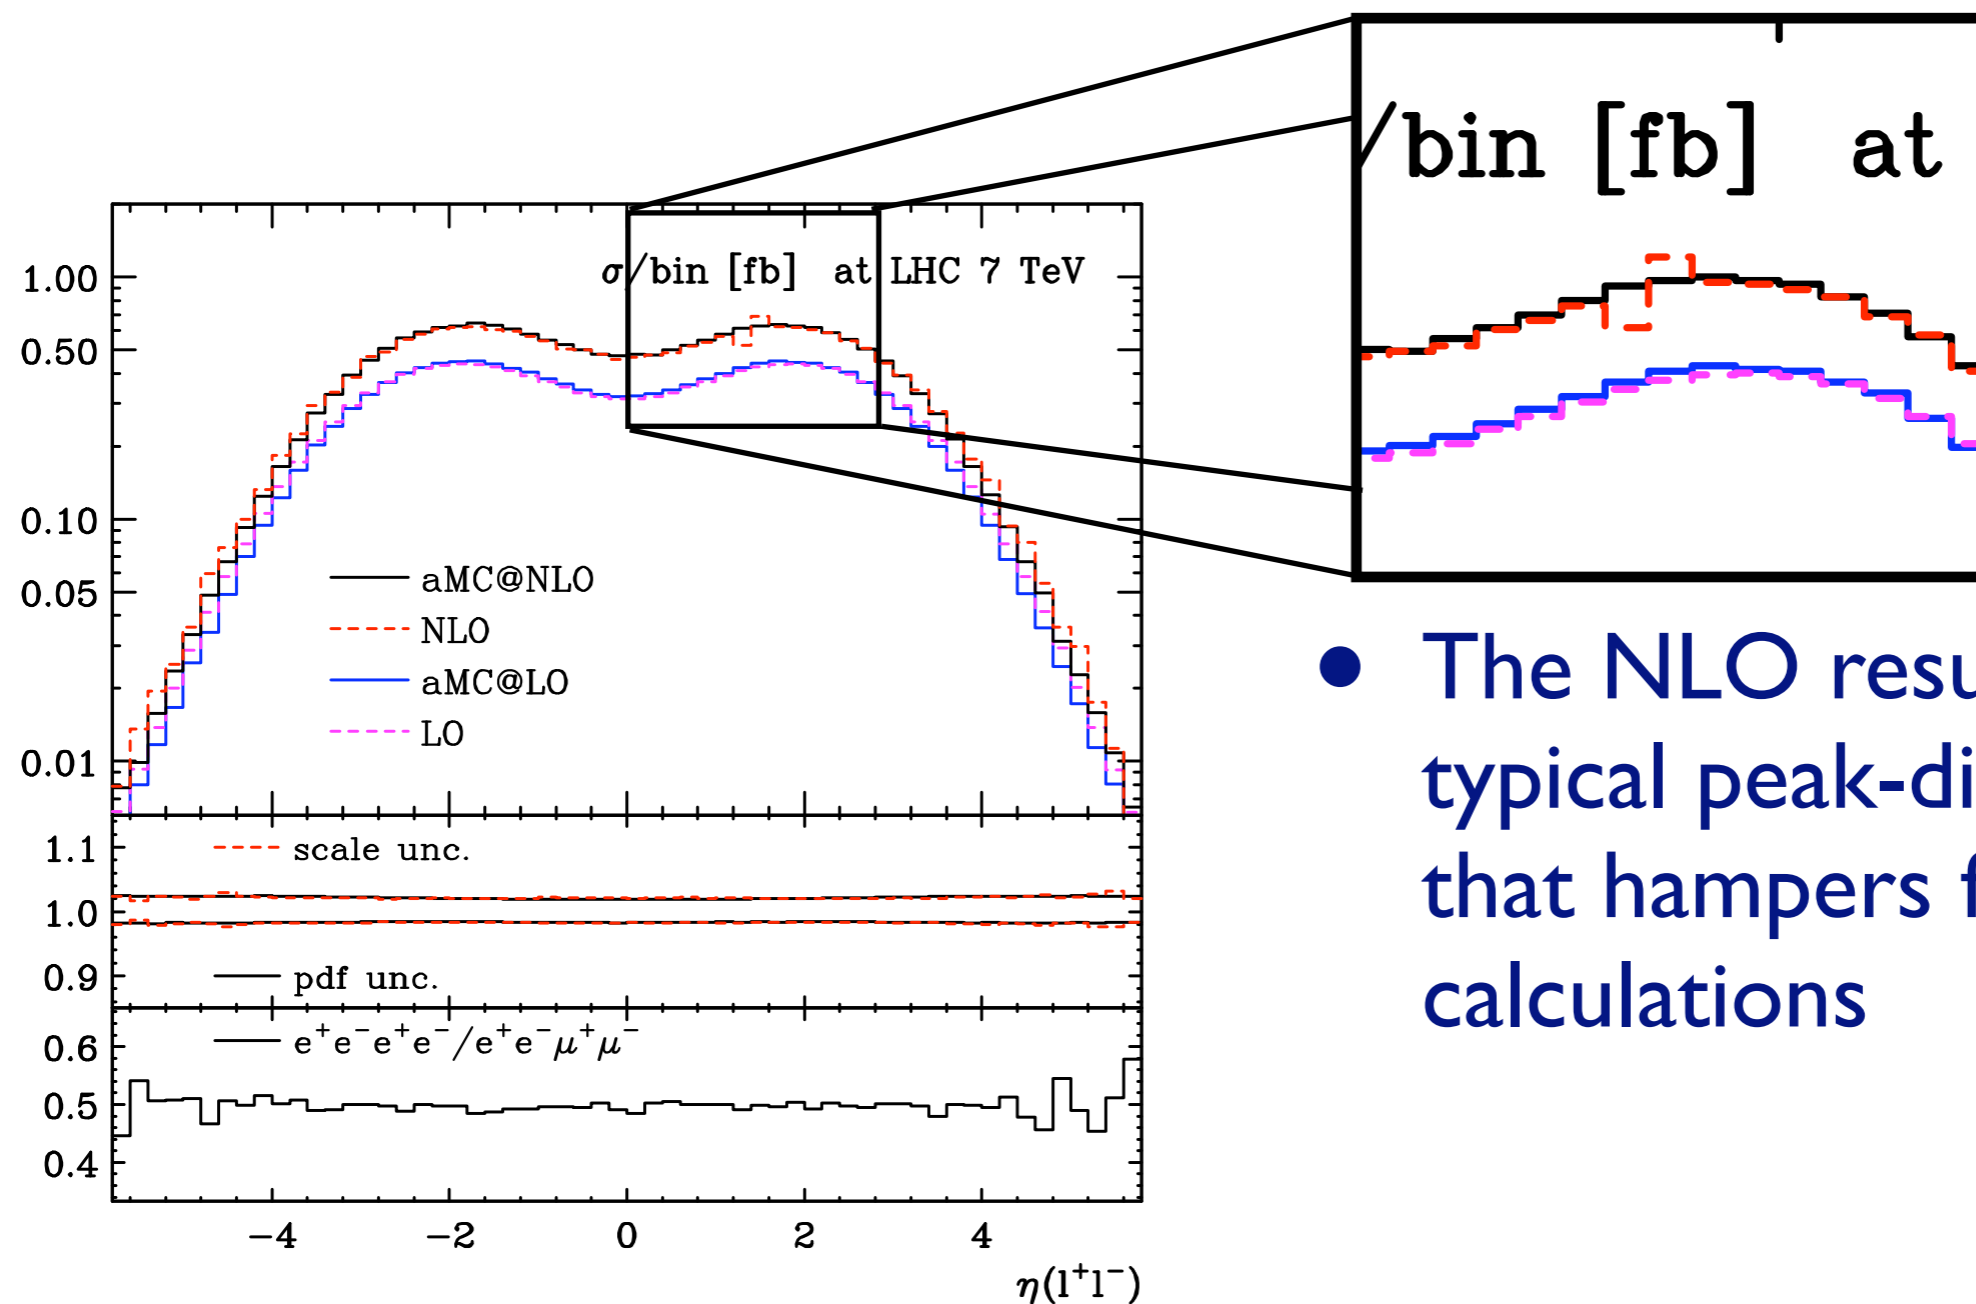 /bin [fb] at
σ/bin [fb] at LHC 7 TeV
1.00
0.50
0.10
0.05
0.01
aMC@NLO
NLO
aMC@LO
LO
1.1
1.0
0.9
scale unc.
pdf unc.
0.6
0.5
0.4
e⁺e⁻e⁺e⁻/e⁺e⁻μ⁺μ⁻
−4 −2 0 2 4
η(l⁺l⁻)
• The NLO resu
typical peak-di
that hampers f
calculations